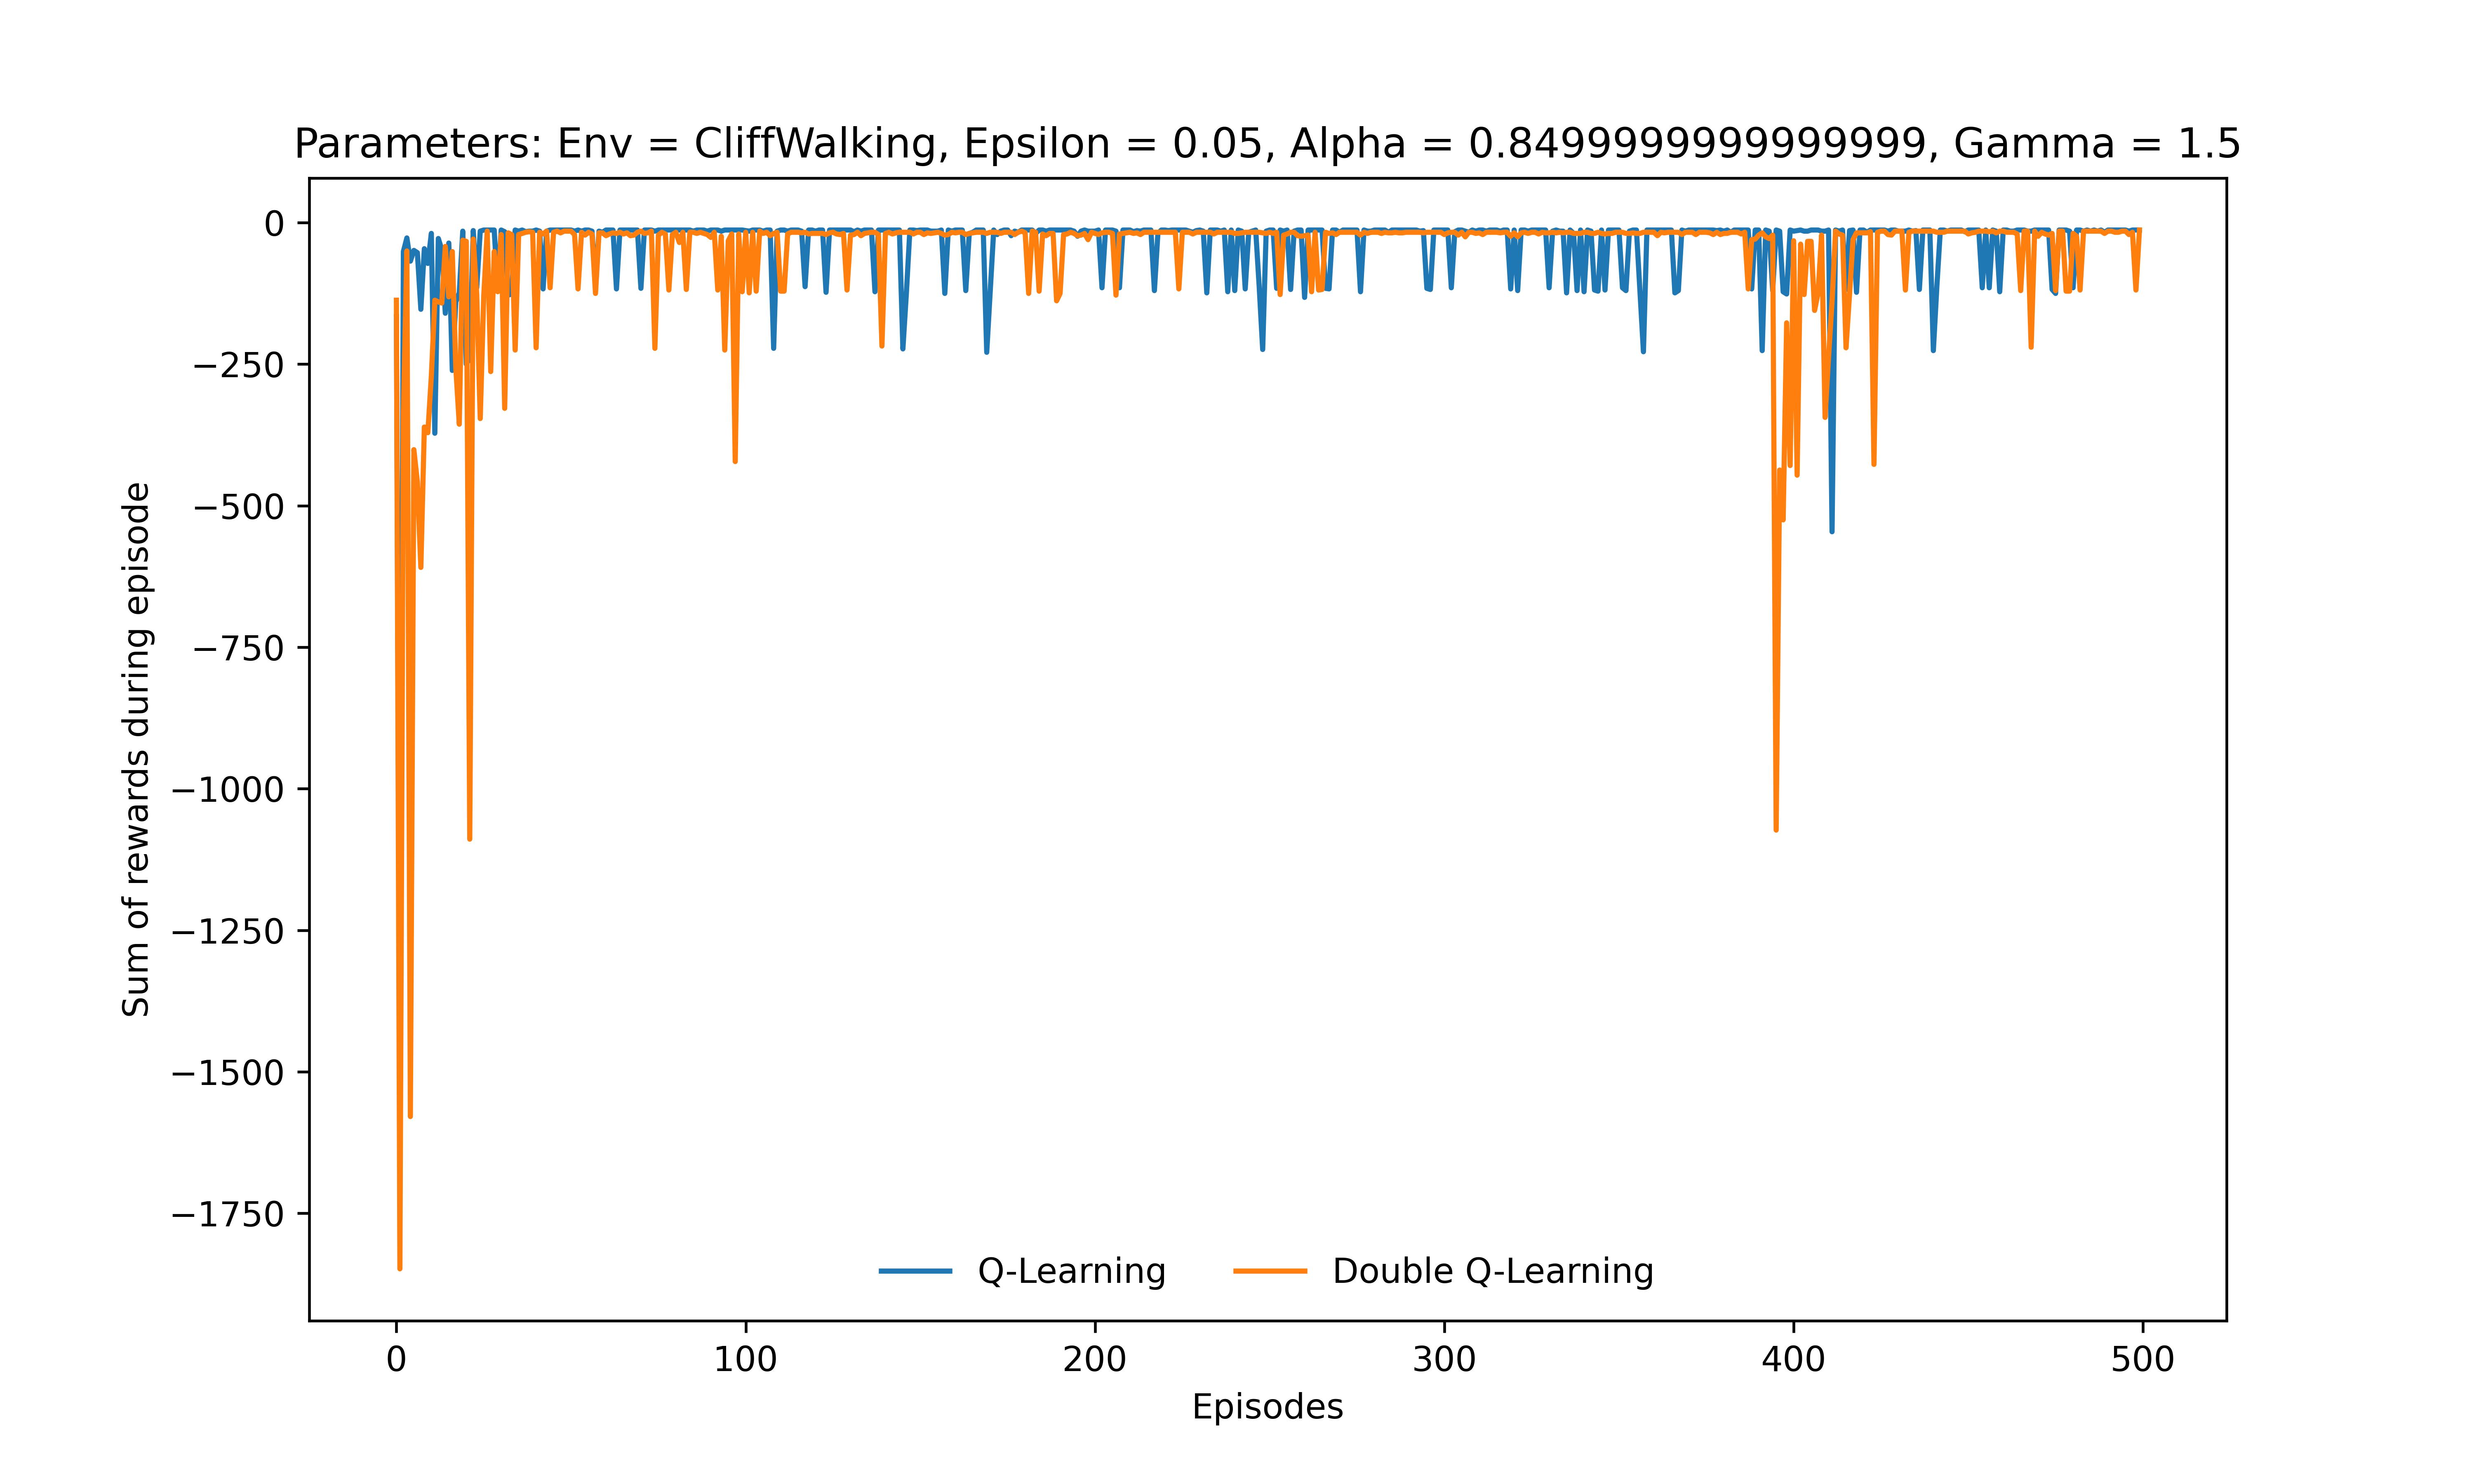 Parameters: Env = CliffWalking, Epsilon = 0.05, Alpha = 0.8499999999999999, Gamma = 1.5
Sum of rewards during episode
0
−250
−500
−750
−1000
−1250
−1500
−1750
Q-Learning
Double Q-Learning
0
100
200
300
400
500
Episodes